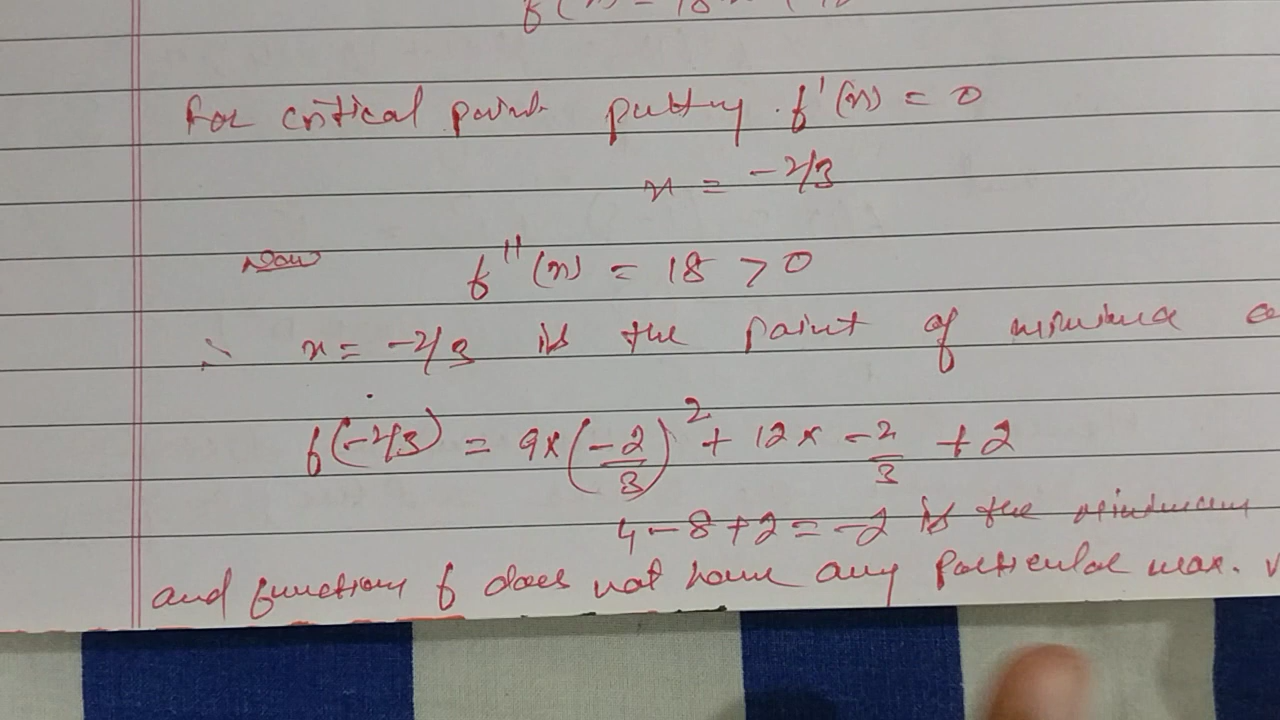 For critical point putting f'(x) = 0
x = -2/3
Now f''(x) = 18 > 0
∴ x = -2/3 is the point of minima
f(-2/3) = 9×(-2/3)² + 12× -2/3 + 2
4-8+2 = -2 is the minimum
and function f does not have any particular max.